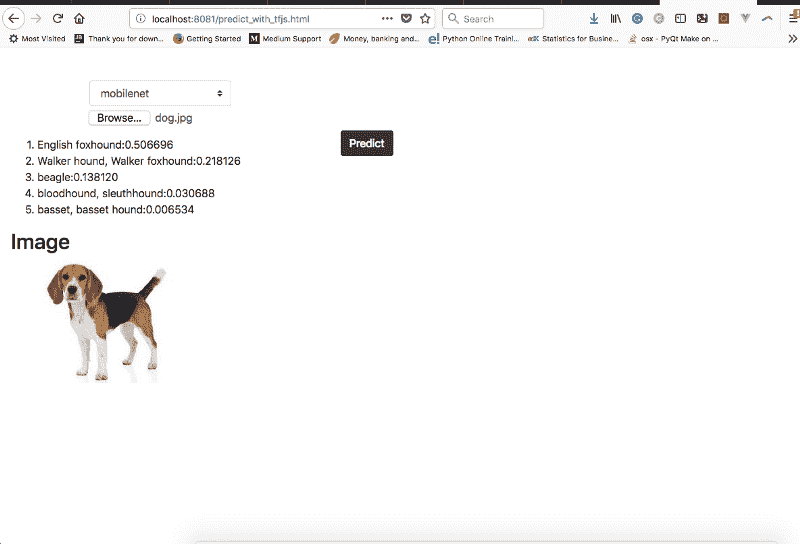 localhost:8081/predict_with_tfjs.html
Search
Most Visited
Thank you for down...
Getting Started
M Medium Support
Money, banking and...
e! Python Online Traini...
Statistics for Busine...
osx - PyQt Make on ...
mobilenet
Browse... dog.jpg
Predict
1. English foxhound:0.506696
2. Walker hound, Walker foxhound:0.218126
3. beagle:0.138120
4. bloodhound, sleuthhound:0.030688
5. basset, basset hound:0.006534
Image